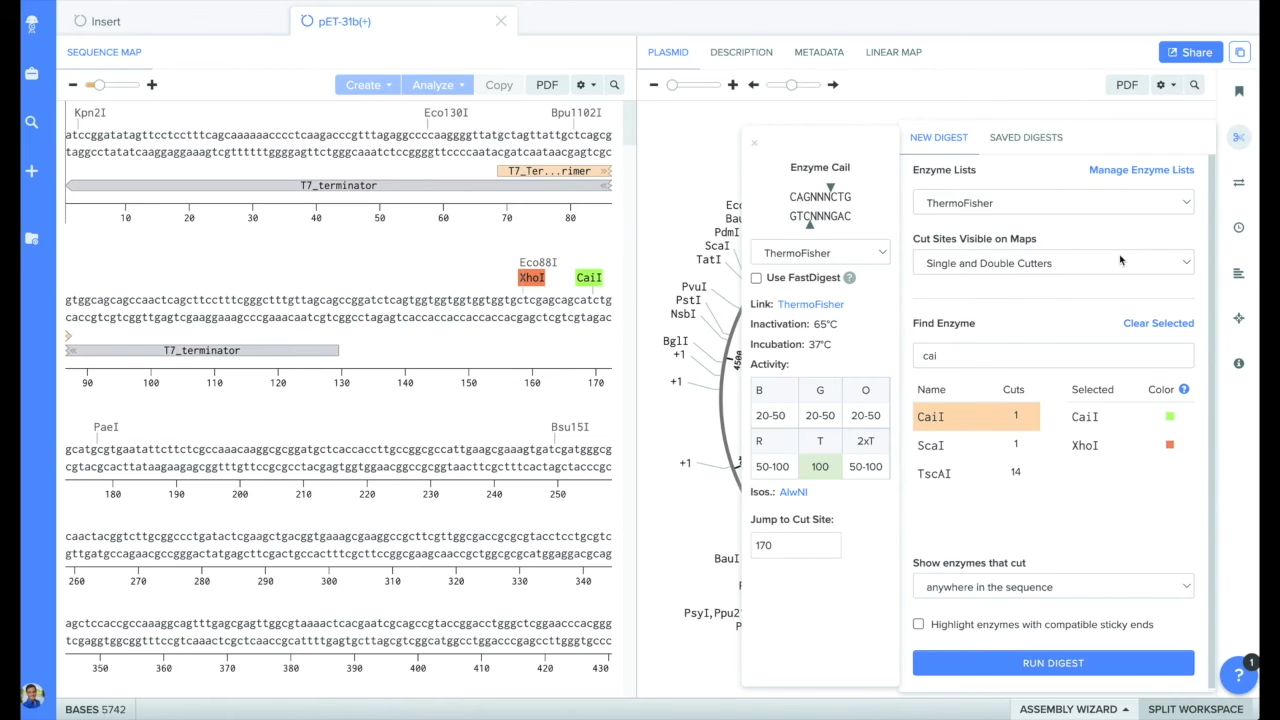 Insert
pET-31b(+)
SEQUENCE MAP
Create
Analyze
Copy
PDF
Kpn2I Eco130I Bpu1102I
atccggatatagttcctcctttcagcaaaaaacccctcaagacccgtttagaggccccaaggggttatgctagttattgctcagcg
taggcctatatcaaggaggaaagtcgttttttggggagttctgggcaaatctccggggttccccaatacgatcaataacgagtcgc
T7_Ter...rimer
T7_terminator
10 20 30 40 50 60 70 80
Eco88I
XhoI CaiI
gtggcagcagccaactcagcttcctttcgggctttgttagcagccggatctcagtggtggtggtggtggtgctcgagcagcatctg
caccgtcgtcggttgagtcgaaggaaagcccgaaacaatcgtcggcctagagtcaccaccaccaccaccacgagctcgtcgtagac
T7_terminator
90 100 110 120 130 140 150 160 170
PaeI Bsu15I
260 270 280 290 300 310 320 330 340
350 360 370 380 390 400 410 420 430
180 190 200 210 220 230 240 250
BASES 5742
PLASMID
DESCRIPTION
METADATA
LINEAR MAP
Share
PDF
Eco
Bau
PdmI
ScaI
TatI
PvuI
PstI
NsbI
BglI
+1
+1
+1
4500
BauI
PsyI,Ppu2
Enzyme CaiI
CAGNNNCTG
GTCNNNGAC
ThermoFisher
Use FastDigest
Link: ThermoFisher
Inactivation: 65°C
Incubation: 37°C
Activity:
B G O
20-50 20-50 20-50
R T 2xT
50-100 100 50-100
Isos.: AlwNI
Jump to Cut Site:
170
NEW DIGEST
SAVED DIGESTS
Enzyme Lists
Manage Enzyme Lists
ThermoFisher
Cut Sites Visible on Maps
Single and Double Cutters
Find Enzyme
Clear Selected
cai
Name Cuts Selected Color
CaiI 1 CaiI
ScaI 1 XhoI
TscAI 14
Show enzymes that cut
anywhere in the sequence
Highlight enzymes with compatible sticky ends
RUN DIGEST
1
?
ASSEMBLY WIZARD
SPLIT WORKSPACE